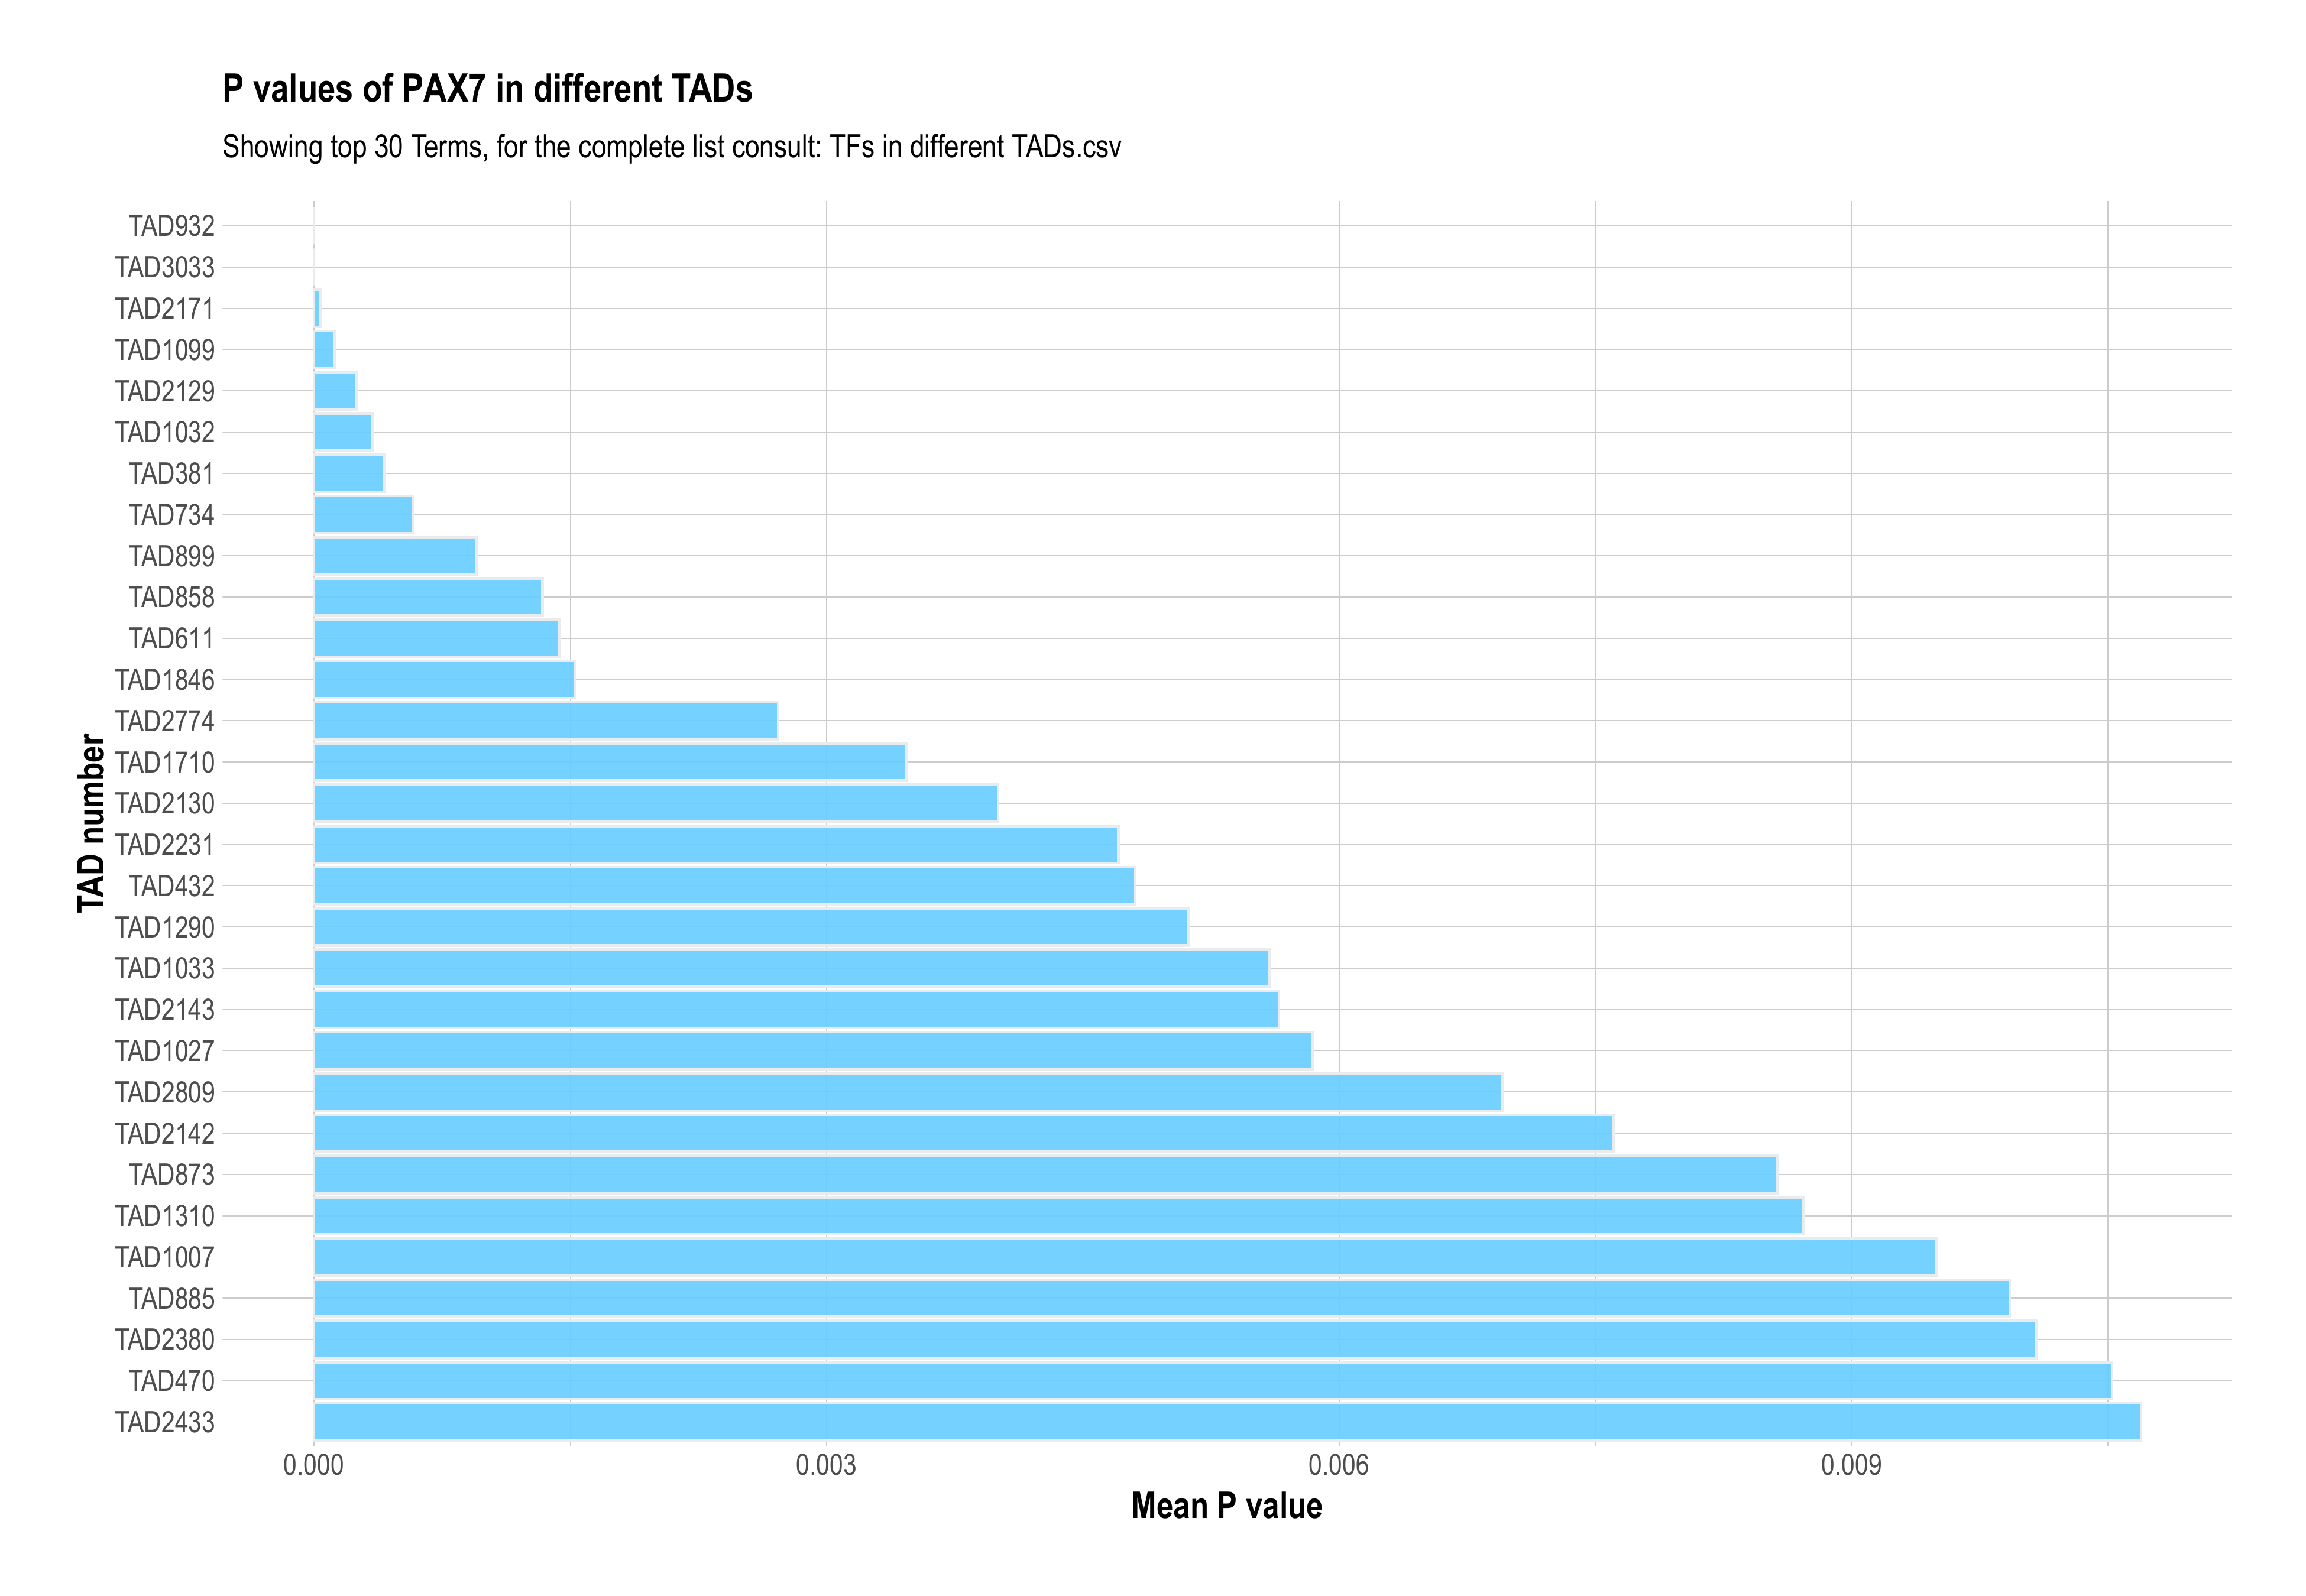 P values of PAX7 in different TADs
Showing top 30 Terms, for the complete list consult: TFs in different TADs.csv
TAD number
TAD932
TAD3033
TAD2171
TAD1099
TAD2129
TAD1032
TAD381
TAD734
TAD899
TAD858
TAD611
TAD1846
TAD2774
TAD1710
TAD2130
TAD2231
TAD432
TAD1290
TAD1033
TAD2143
TAD1027
TAD2809
TAD2142
TAD873
TAD1310
TAD1007
TAD885
TAD2380
TAD470
TAD2433
0.000 0.003 0.006 0.009
Mean P value